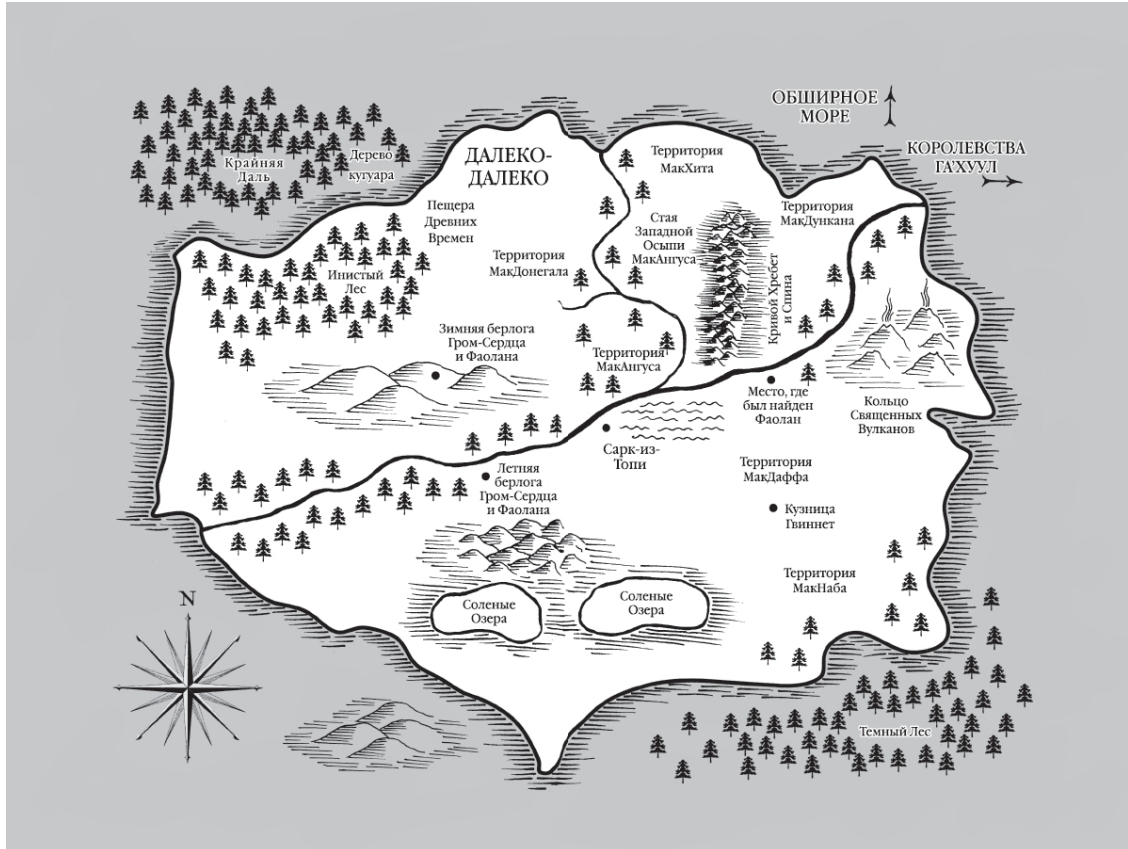 ОБШИРНОЕ
МОРЕ
КОРОЛЕВСТВА
ГА'ХУУЛ
Крайняя
Даль
Дерево
кугуара
ДАЛЕКО-
ДАЛЕКО
Территория
МакХита
Пещера
Древних
Времен
Стая
Западной
Осыпи
МакАнгуса
Территория
МакДункана
Территория
МакДонегала
Инистый
Лес
Кривой Хребет
и Спина
Зимняя берлога
Гром-Сердца
и Фаолана
Территория
МакАнгуса
Место, где
был найден
Фаолан
Кольцо
Священных
Вулканов
Сарк-из-
Топи
Территория
МакДаффа
Летняя
берлога
Гром-Сердца
и Фаолана
Кузница
Гвиннет
Территория
МакНаба
Соленые
Озера
Соленые
Озера
N
Темный Лес